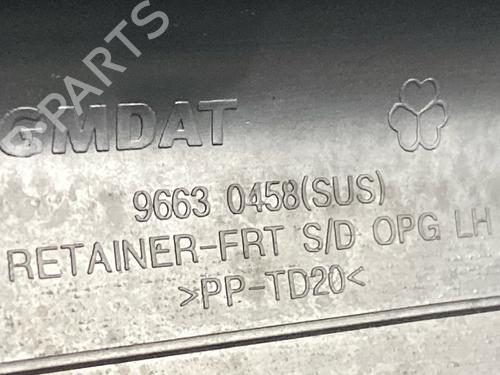 GMDAT
9663 0458(SUS)
RETAINER-FRT S/D OPG LH
>PP-TD20<